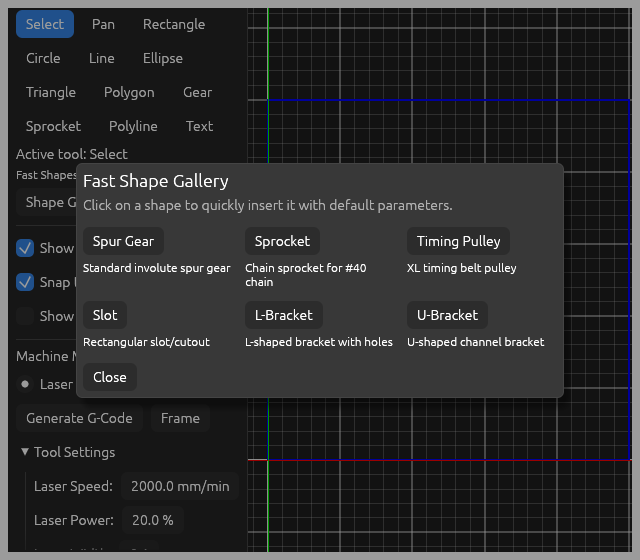 Select Pan Rectangle
Circle Line Ellipse
Triangle Polygon Gear
Sprocket Polyline Text
Active tool: Select
Fast Shapes
Shape G
Show
Snap
Show
Machine
Laser
Generate G-Code Frame
Tool Settings
Laser Speed: 2000.0 mm/min
Laser Power: 20.0 %
Fast Shape Gallery
Click on a shape to quickly insert it with default parameters.
Spur Gear Sprocket Timing Pulley
Standard involute spur gear Chain sprocket for #40 XL timing belt pulley
chain
Slot L-Bracket U-Bracket
Rectangular slot/cutout L-shaped bracket with holes U-shaped channel bracket
Close